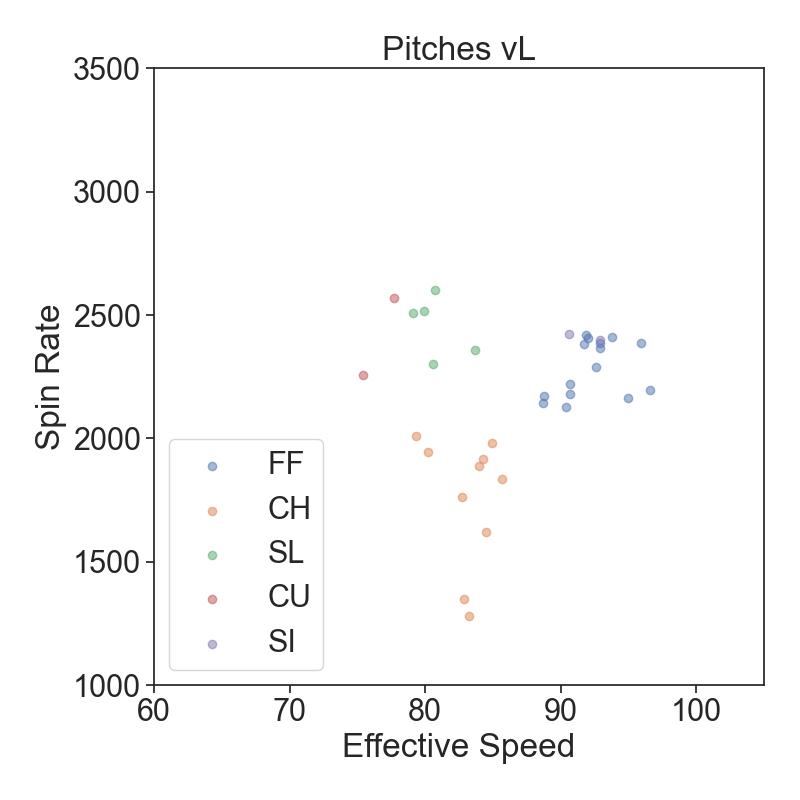 Pitches vL
3500
3000
2500
2000
1500
1000
Spin Rate
FF
CH
SL
CU
SI
60 70 80 90 100
Effective Speed